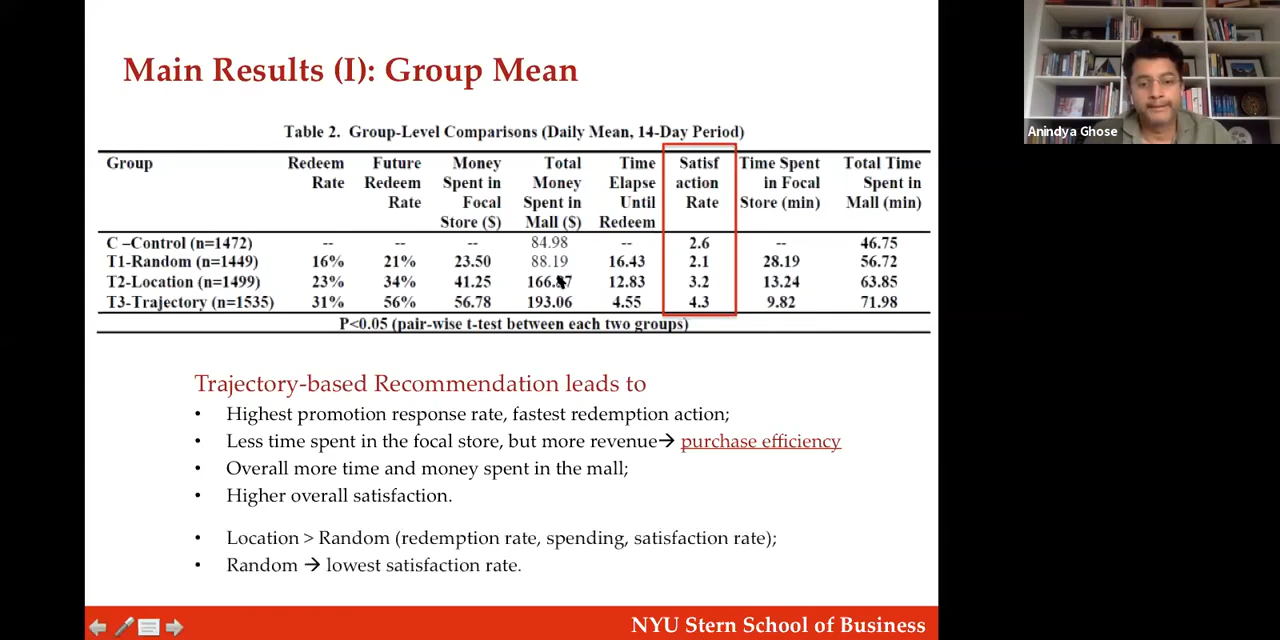 Main Results (I): Group Mean
Anindya Ghose
Table 2. Group-Level Comparisons (Daily Mean, 14-Day Period)
Group Redeem Rate Future Redeem Rate Money Spent in Focal Store ($) Total Money Spent in Mall ($) Time Elapse Until Redeem Satisf action Rate Time Spent in Focal Store (min) Total Time Spent in Mall (min)
C –Control (n=1472) -- -- -- 84.98 -- 2.6 -- 46.75
T1-Random (n=1449) 16% 21% 23.50 88.19 16.43 2.1 28.19 56.72
T2-Location (n=1499) 23% 34% 41.25 12.83 3.2 13.24 63.85
T3-Trajectory (n=1535) 31% 56% 56.78 193.06 4.55 4.3 9.82 71.98
P<0.05 (pair-wise t-test between each two groups)
Trajectory-based Recommendation leads to
• Highest promotion response rate, fastest redemption action;
• Less time spent in the focal store, but more revenue→ purchase efficiency
• Overall more time and money spent in the mall;
• Higher overall satisfaction.
• Location > Random (redemption rate, spending, satisfaction rate);
• Random → lowest satisfaction rate.
NYU Stern School of Business